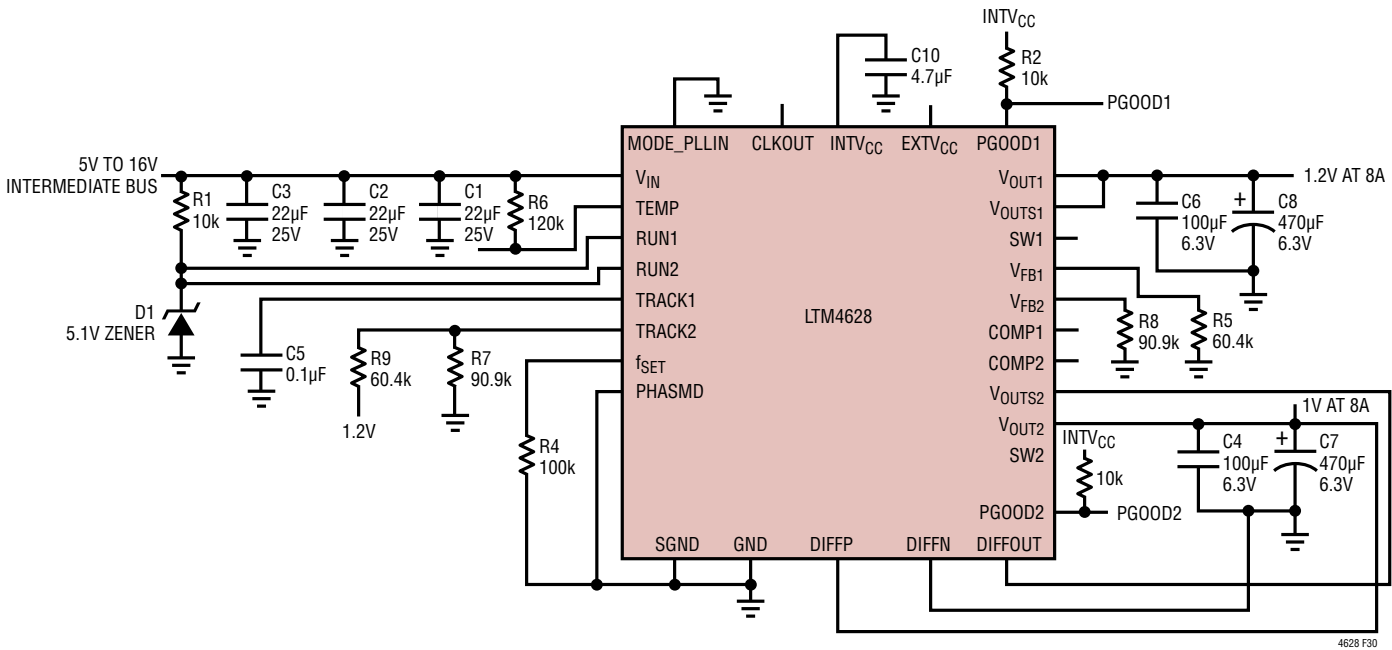 INTVCC
R2
10k
C10
4.7µF
PGOOD1
MODE_PLLIN
CLKOUT
INTVCC
EXTVCC
PGOOD1
5V TO 16V
INTERMEDIATE BUS
R1
10k
C3
22µF
25V
C2
22µF
25V
C1
22µF
25V
R6
120k
VIN
TEMP
RUN1
RUN2
TRACK1
TRACK2
fSET
PHASMD
LTM4628
VOUT1
VOUTS1
SW1
VFB1
VFB2
COMP1
COMP2
VOUTS2
VOUT2
SW2
PGOOD2
1.2V AT 8A
C6
100µF
6.3V
+
C8
470µF
6.3V
D1
5.1V ZENER
C5
0.1µF
R9
60.4k
1.2V
R7
90.9k
R8
90.9k
R5
60.4k
R4
100k
1V AT 8A
INTVCC
10k
PGOOD2
C4
100µF
6.3V
+
C7
470µF
6.3V
SGND
GND
DIFFP
DIFFN
DIFFOUT
4628 F30